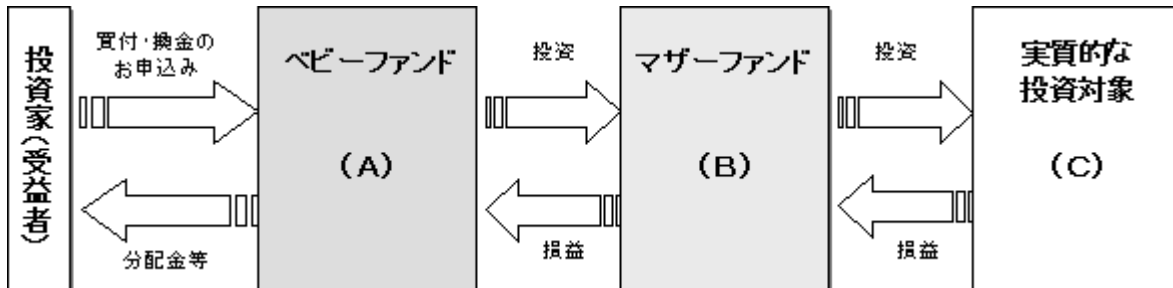 投資家（受益者）
買付・換金の
お申込み
分配金等
ベビーファンド
（A）
投資
損益
マザーファンド
（B）
投資
損益
実質的な
投資対象
（C）